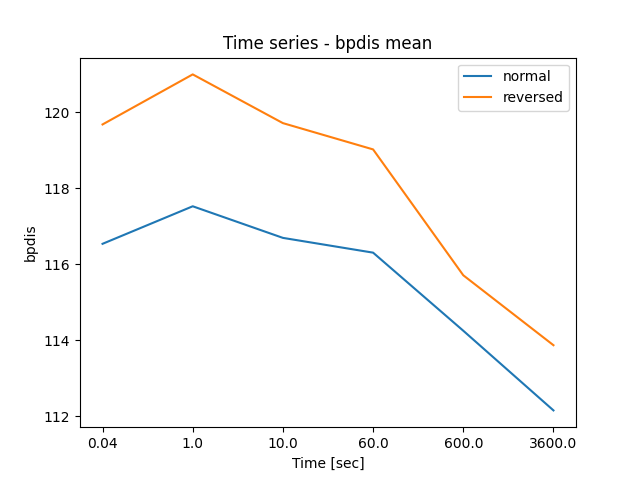 Time series - bpdis mean
normal
reversed
120
118
116
114
112
bpdis
0.04 1.0 10.0 60.0 600.0 3600.0
Time [sec]